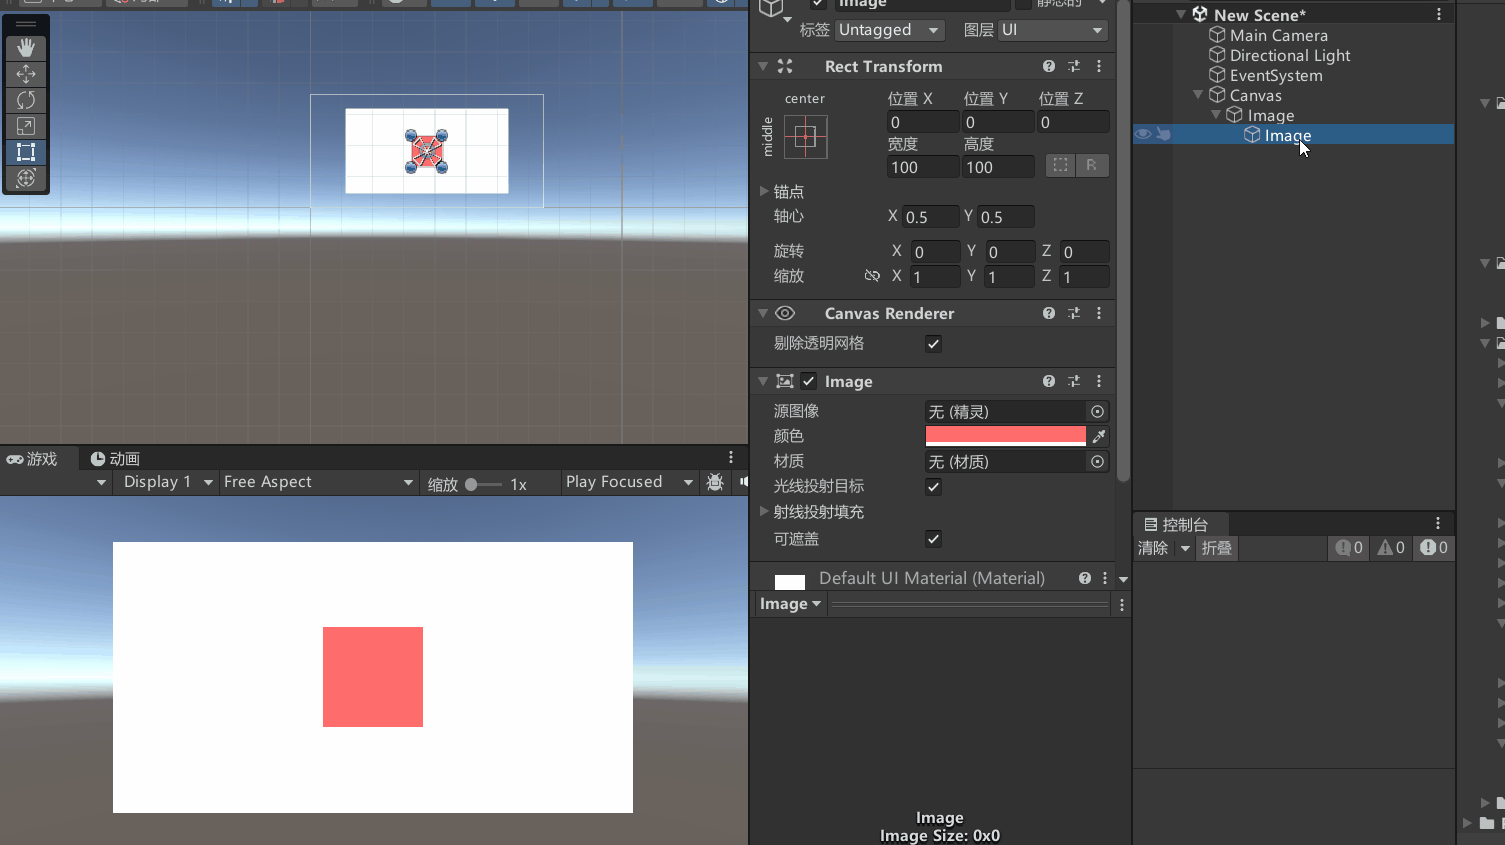 Image
静态的
标签 Untagged 图层 UI
Rect Transform
center
middle
位置 X 位置 Y 位置 Z
0 0 0
宽度 高度
100 100 R
锚点
轴心 X 0.5 Y 0.5
旋转 X 0 Y 0 Z 0
缩放 X 1 Y 1 Z 1
Canvas Renderer
剔除透明网格
Image
源图像 无 (精灵)
颜色
材质 无 (材质)
光线投射目标
射线投射填充
可遮盖
Default UI Material (Material)
Image
Image
Image Size: 0x0
New Scene*
Main Camera
Directional Light
EventSystem
Canvas
Image
Image
控制台
清除 折叠 0 0 0
游戏 动画
Display 1 Free Aspect 缩放 1x Play Focused